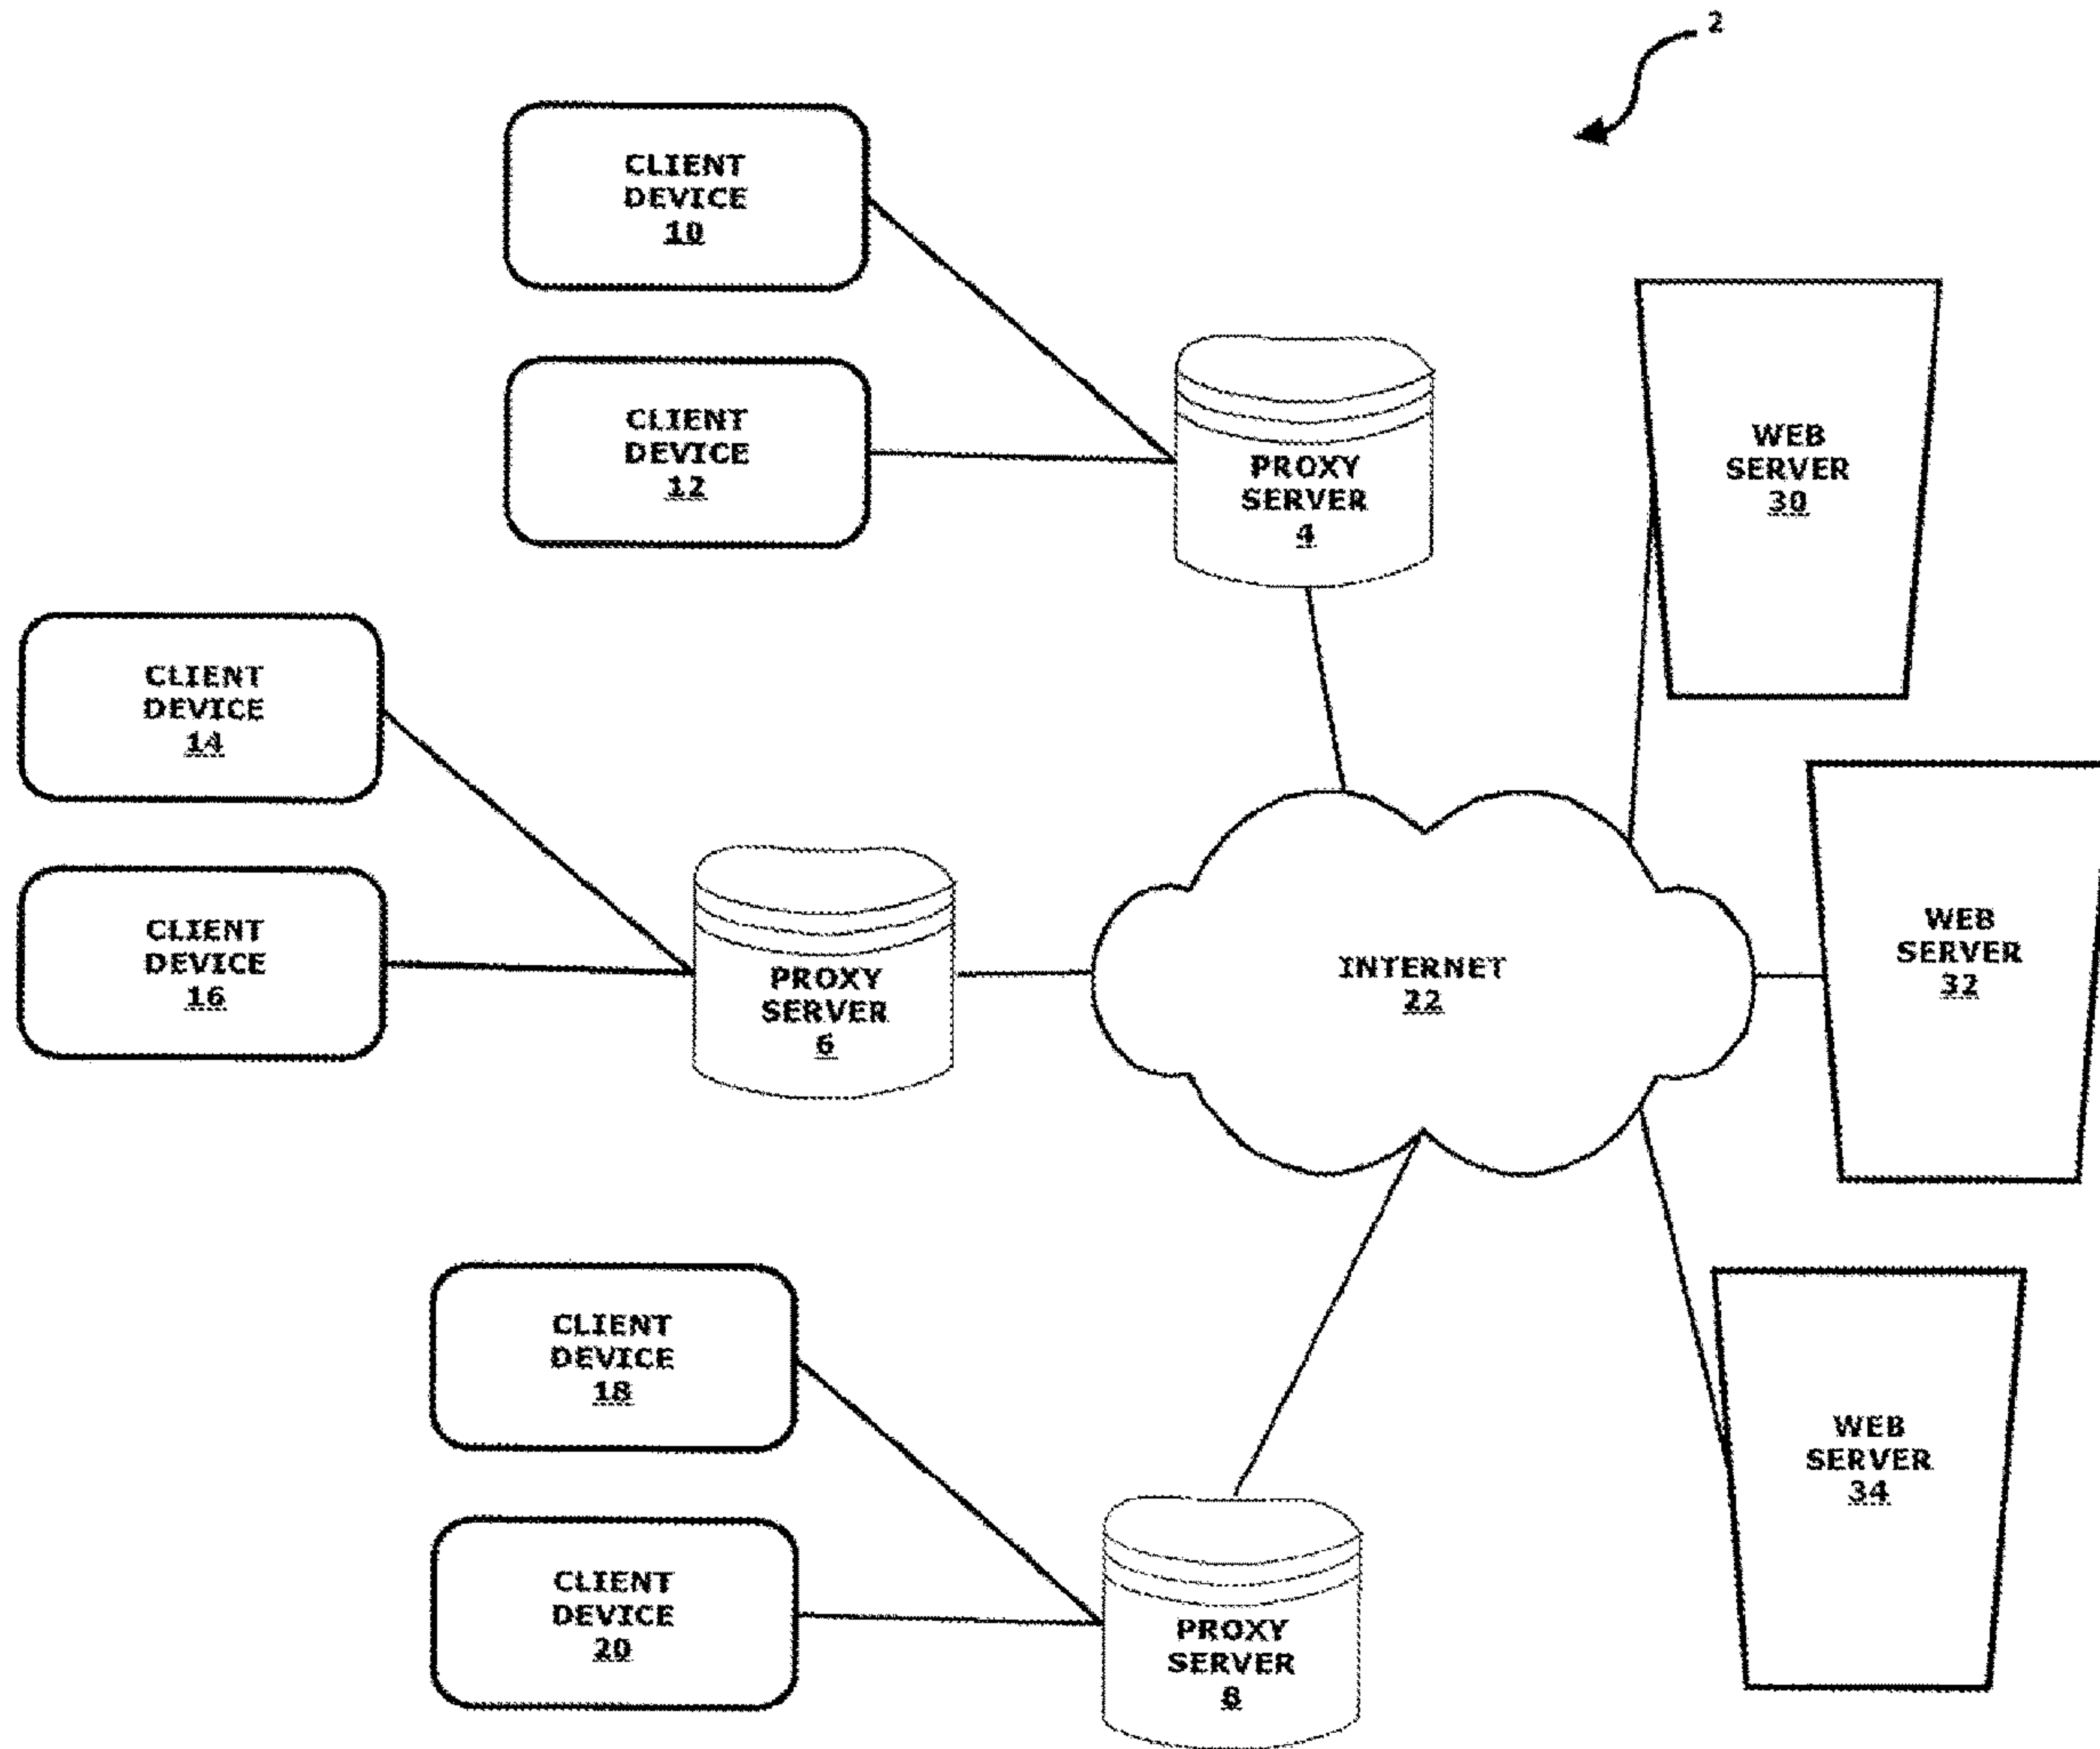 2
CLIENT
DEVICE
10
CLIENT
DEVICE
12
PROXY
SERVER
4
WEB
SERVER
30
CLIENT
DEVICE
14
CLIENT
DEVICE
16
PROXY
SERVER
6
INTERNET
22
WEB
SERVER
32
CLIENT
DEVICE
18
CLIENT
DEVICE
20
PROXY
SERVER
8
WEB
SERVER
34